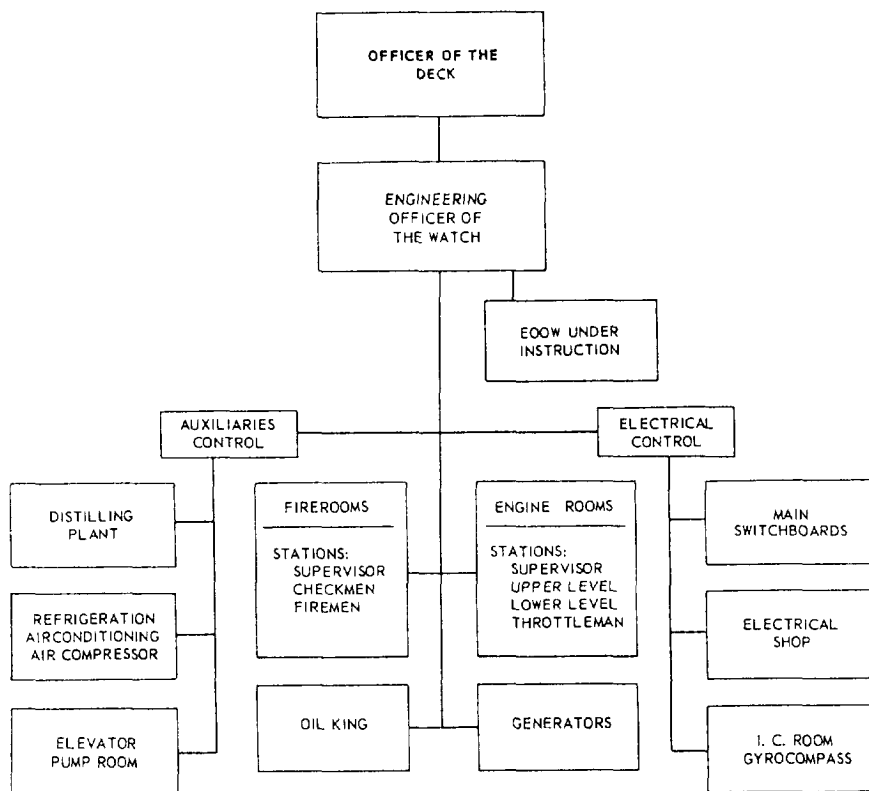 OFFICER OF THE
DECK
ENGINEERING
OFFICER OF
THE WATCH
EOOW UNDER
INSTRUCTION
AUXILIARIES
CONTROL
ELECTRICAL
CONTROL
DISTILLING
PLANT
FIREROOMS
STATIONS:
SUPERVISOR
CHECKMEN
FIREMEN
ENGINE ROOMS
STATIONS:
SUPERVISOR
UPPER LEVEL
LOWER LEVEL
THROTTLEMAN
MAIN
SWITCHBOARDS
REFRIGERATION
AIRCONDITIONING
AIR COMPRESSOR
ELECTRICAL
SHOP
ELEVATOR
PUMP ROOM
OIL KING
GENERATORS
I. C. ROOM
GYROCOMPASS